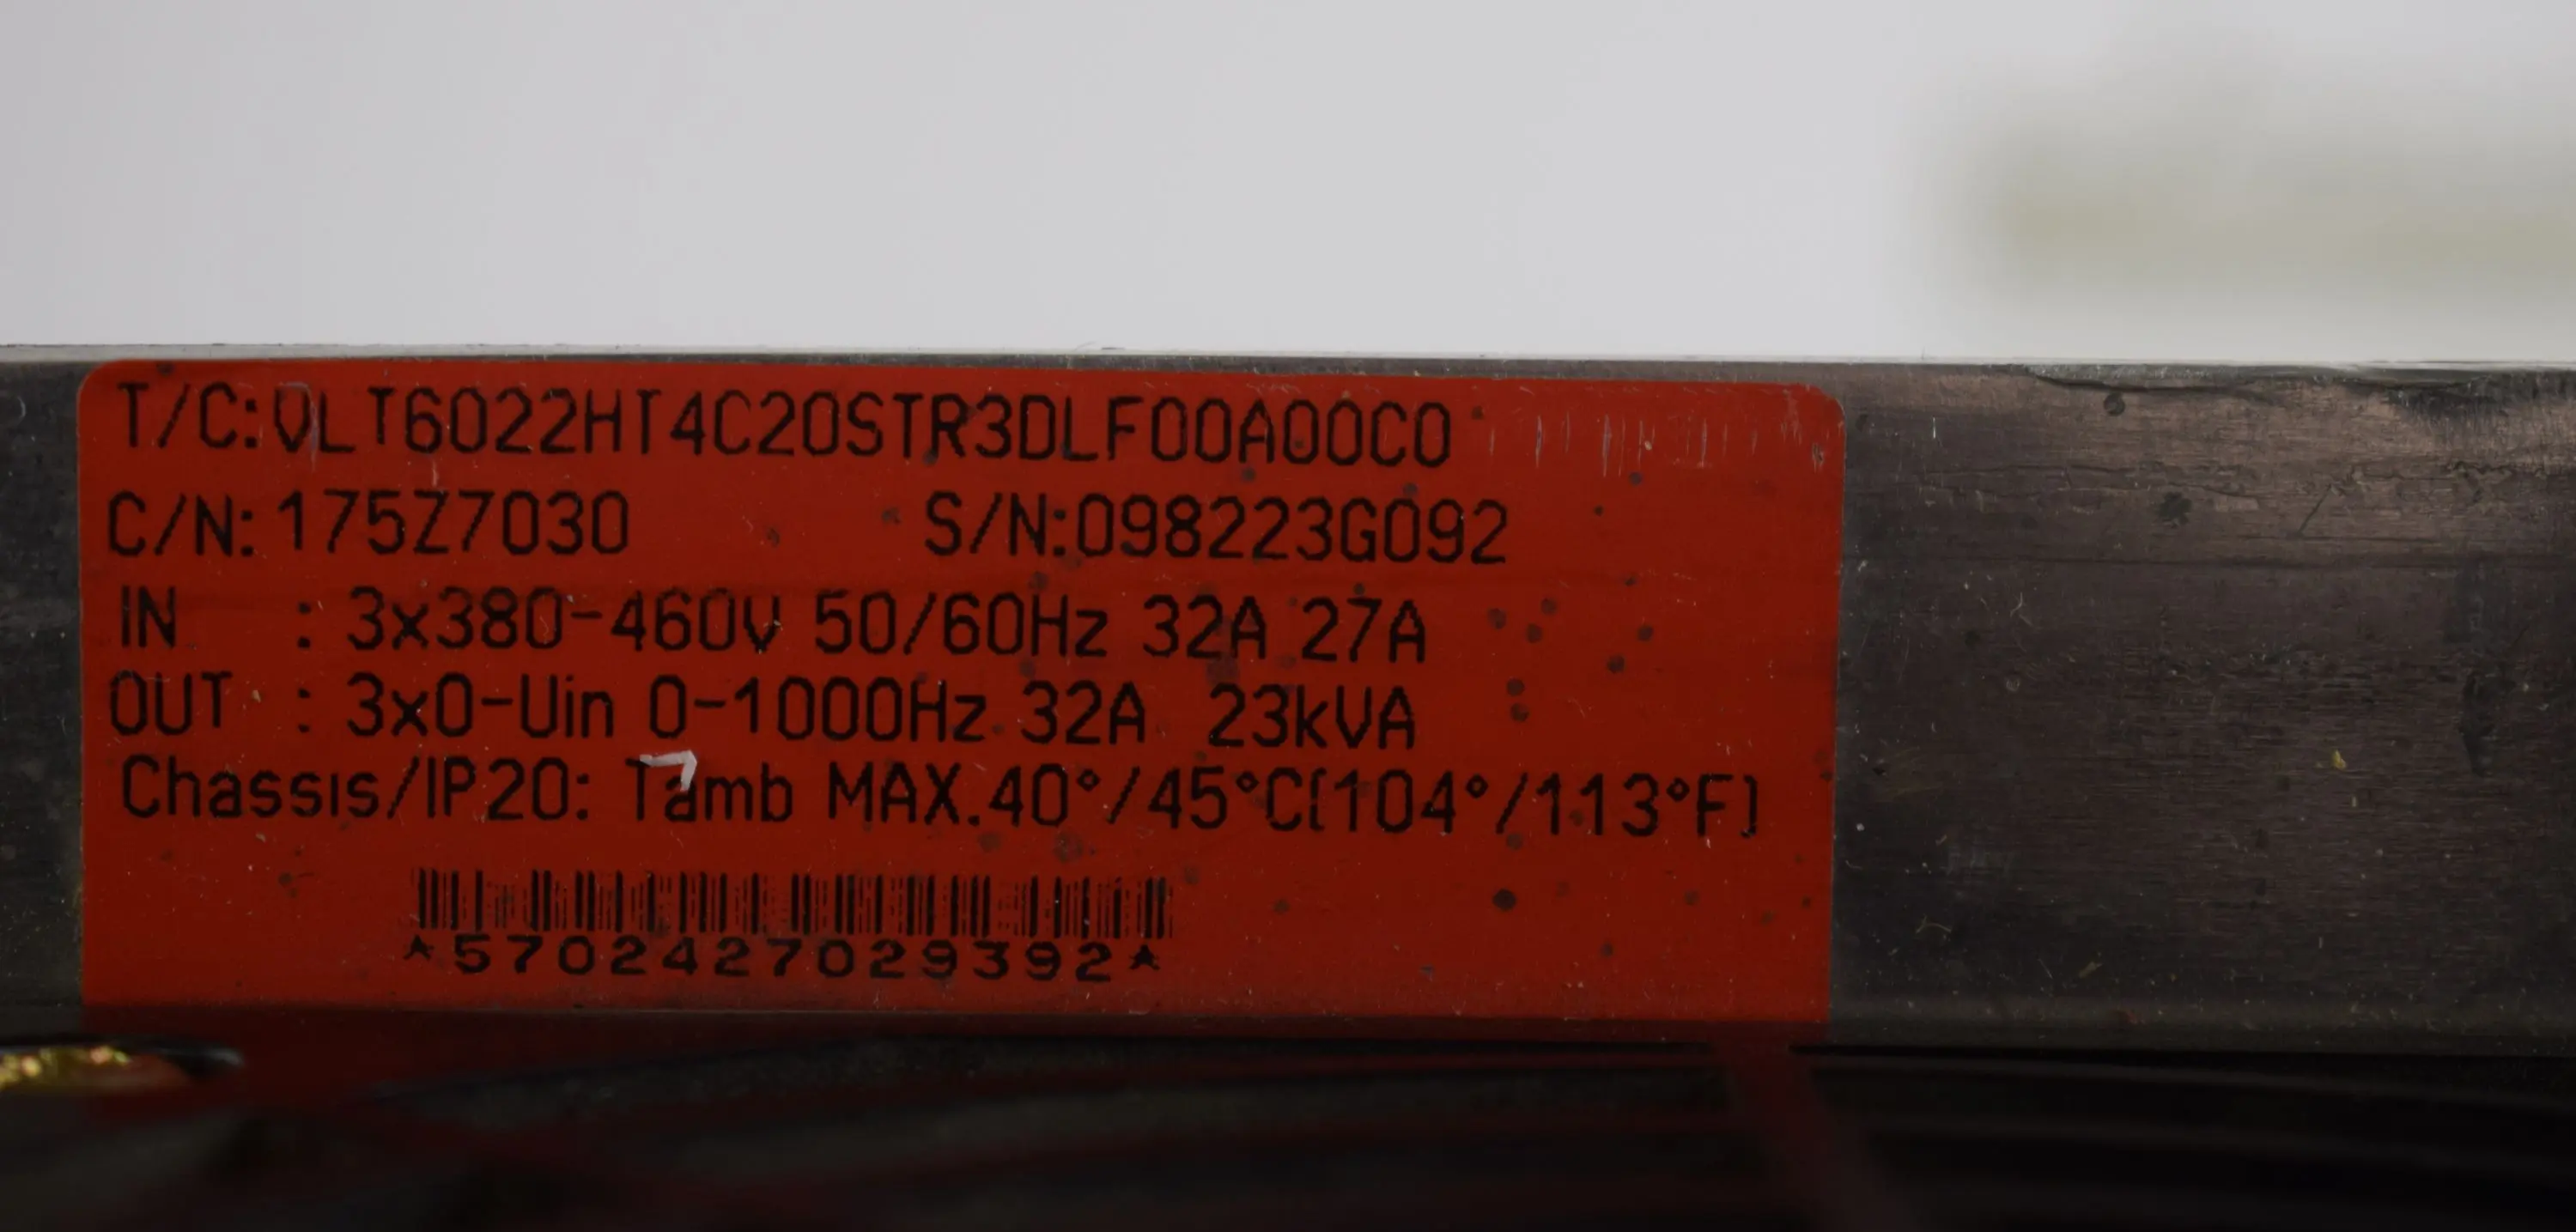 T/C:VLT6022HT4C20STR3DLF00A00C0
C/N: 175Z7030 S/N:098223G092
IN : 3x380-460V 50/60Hz 32A 27A
OUT : 3x0-Uin 0-1000Hz 32A 23kVA
Chassis/IP20: Tamb MAX.40°/45°C(104°/113°F)
*5702427029392*